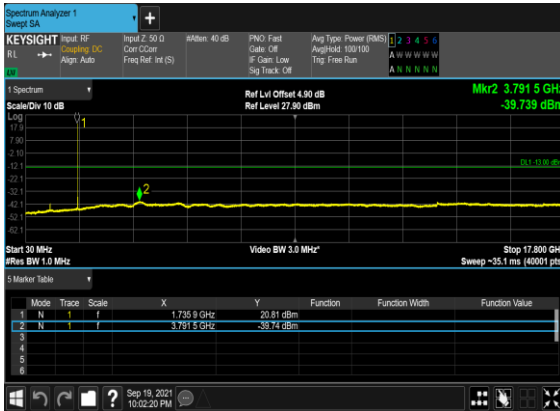 Spectrum Analyzer 1
Swept SA
KEYSIGHT Input: RF Input Z: 50 Ω #Atten: 40 dB PNO: Fast Avg Type: Power (RMS) 1 2 3 4 5 6
RL Coupling: DC Corr CCorr Gate: Off Avg|Hold: 100/100 A W W W W W
Align: Auto Freq Ref: Int (S) IF Gain: Low Trig: Free Run
Sig Track: Off A N N N N N
1 Spectrum Ref Lvl Offset 4.90 dB Mkr2 3.791 5 GHz
Scale/Div 10 dB Ref Level 27.90 dBm -39.739 dBm
Log
17.9
7.90
-2.10
-12.1
-22.1
-32.1
-42.1
-52.1
-62.1
1
DL1 -13.00 dBm
2
Start 30 MHz Video BW 3.0 MHz* Stop 17.800 GHz
#Res BW 1.0 MHz Sweep ~35.1 ms (40001 pts)
5 Marker Table
Mode Trace Scale X Y Function Function Width Function Value
1 N 1 f 1.735 9 GHz 20.81 dBm
2 N 1 f 3.791 5 GHz -39.74 dBm
3
4
5
6
? Sep 19, 2021
10:02:20 PM